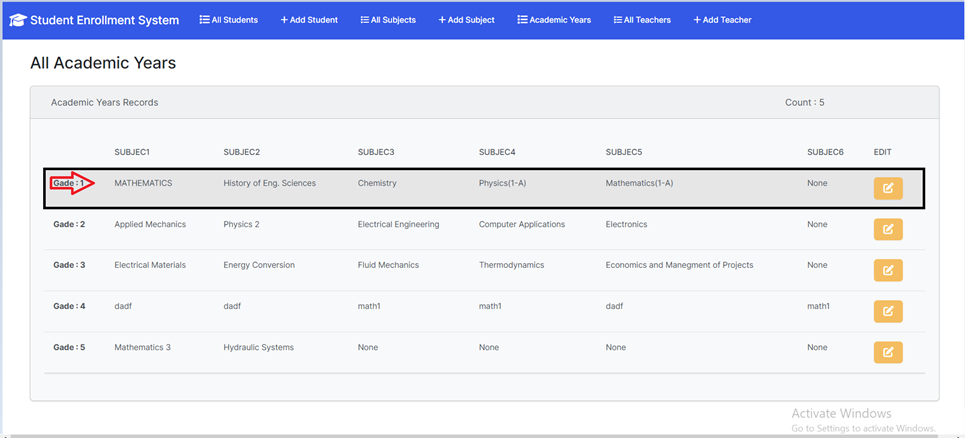 Student Enrollment System All Students + Add Student All Subjects + Add Subject Academic Years All Teachers + Add Teacher
All Academic Years
Academic Years Records Count : 5
SUBJEC1 SUBJEC2 SUBJEC3 SUBJEC4 SUBJEC5 SUBJEC6 EDIT
Gade : 1 MATHEMATICS History of Eng. Sciences Chemistry Physics(1-A) Mathematics(1-A) None
Gade : 2 Applied Mechanics Physics 2 Electrical Engineering Computer Applications Electronics None
Gade : 3 Electrical Materials Energy Conversion Fluid Mechanics Thermodynamics Economics and Manegment of Projects None
Gade : 4 dadf dadf math1 math1 dadf math1
Gade : 5 Mathematics 3 Hydraulic Systems None None None None
Activate Windows
Go to Settings to activate Windows.